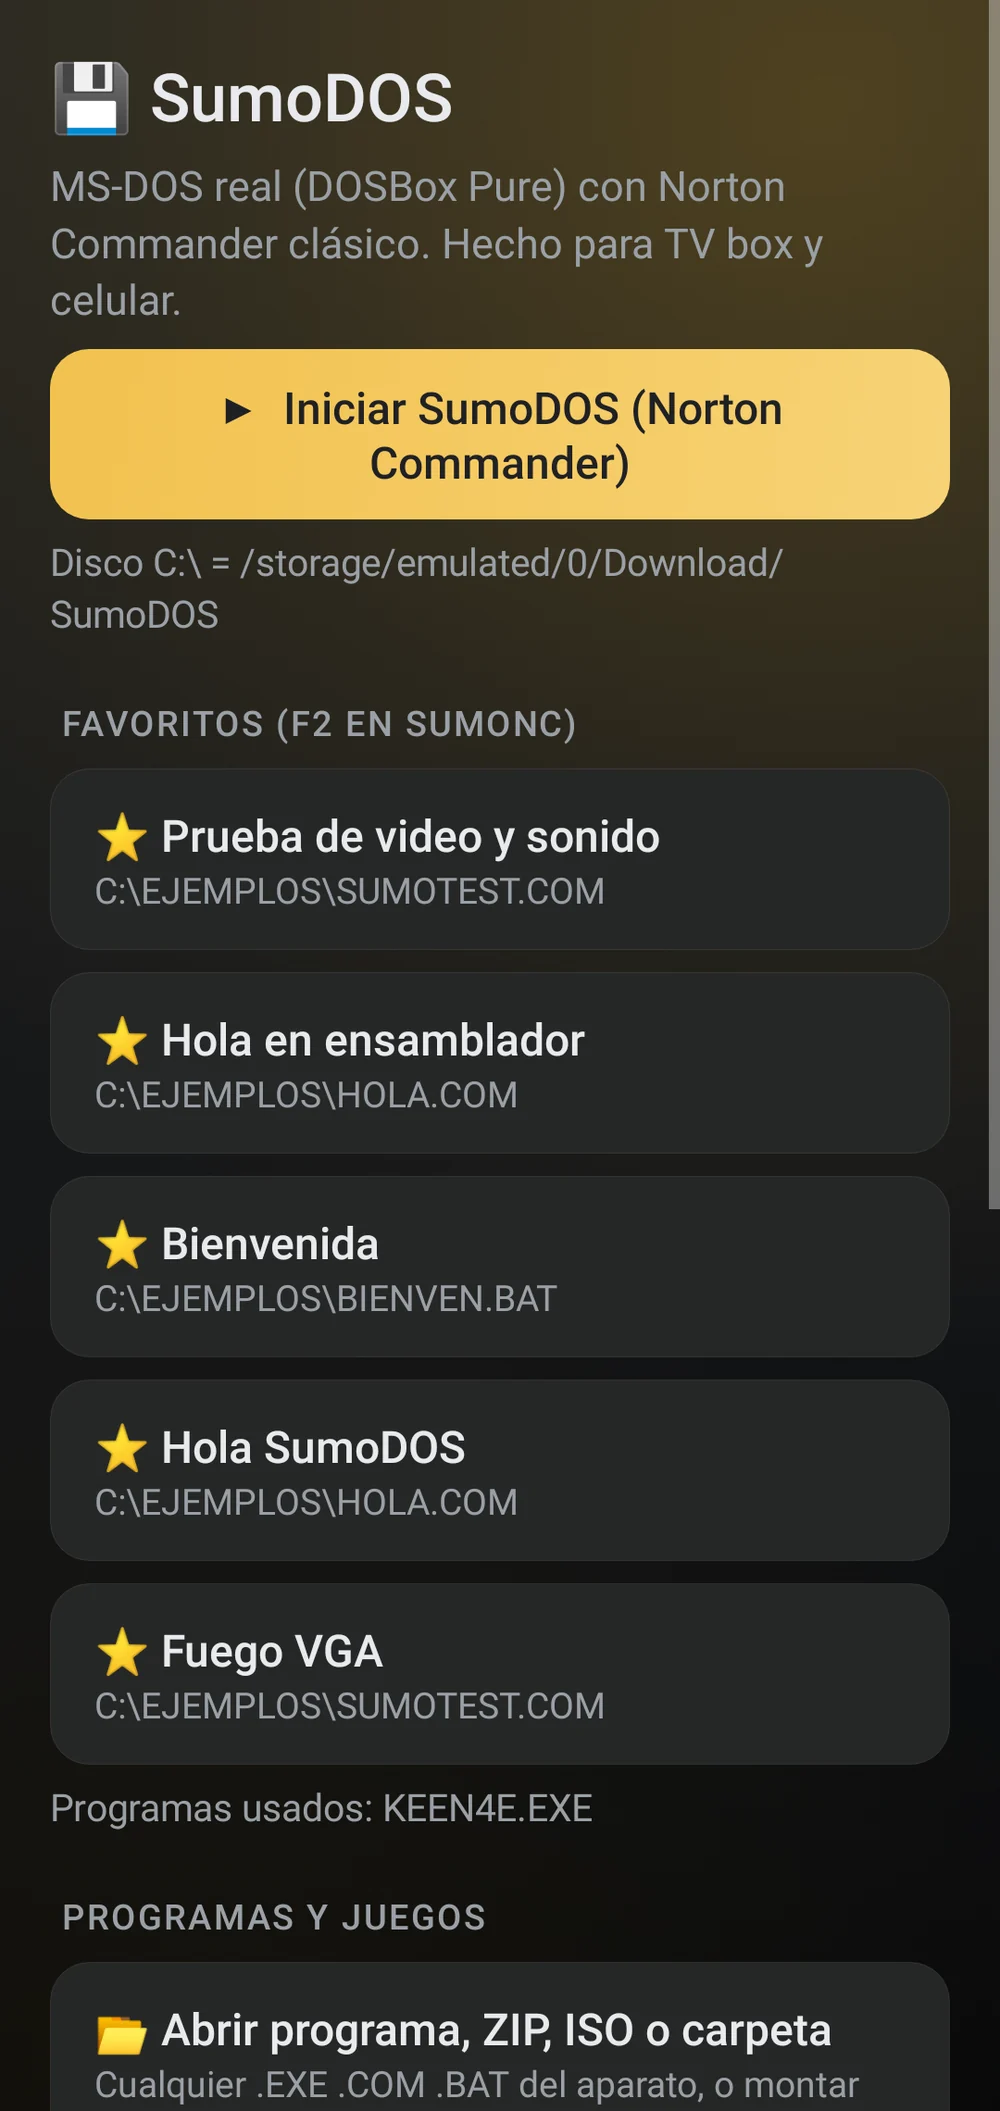 SumoDOS
MS-DOS real (DOSBox Pure) con Norton
Commander clásico. Hecho para TV box y
celular.
► Iniciar SumoDOS (Norton
Commander)
Disco C:\ = /storage/emulated/0/Download/
SumoDOS
FAVORITOS (F2 EN SUMONC)
Prueba de video y sonido
C:\EJEMPLOS\SUMOTEST.COM
Hola en ensamblador
C:\EJEMPLOS\HOLA.COM
Bienvenida
C:\EJEMPLOS\BIENVEN.BAT
Hola SumoDOS
C:\EJEMPLOS\HOLA.COM
Fuego VGA
C:\EJEMPLOS\SUMOTEST.COM
Programas usados: KEEN4E.EXE
PROGRAMAS Y JUEGOS
Abrir programa, ZIP, ISO o carpeta
Cualquier .EXE .COM .BAT del aparato, o montar